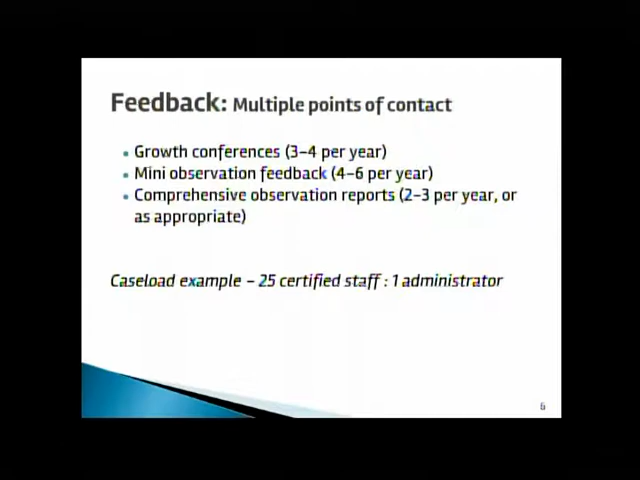 Feedback: Multiple points of contact
• Growth conferences (3–4 per year)
• Mini observation feedback (4–6 per year)
• Comprehensive observation reports (2–3 per year, or
as appropriate)
Caseload example – 25 certified staff : 1 administrator
6